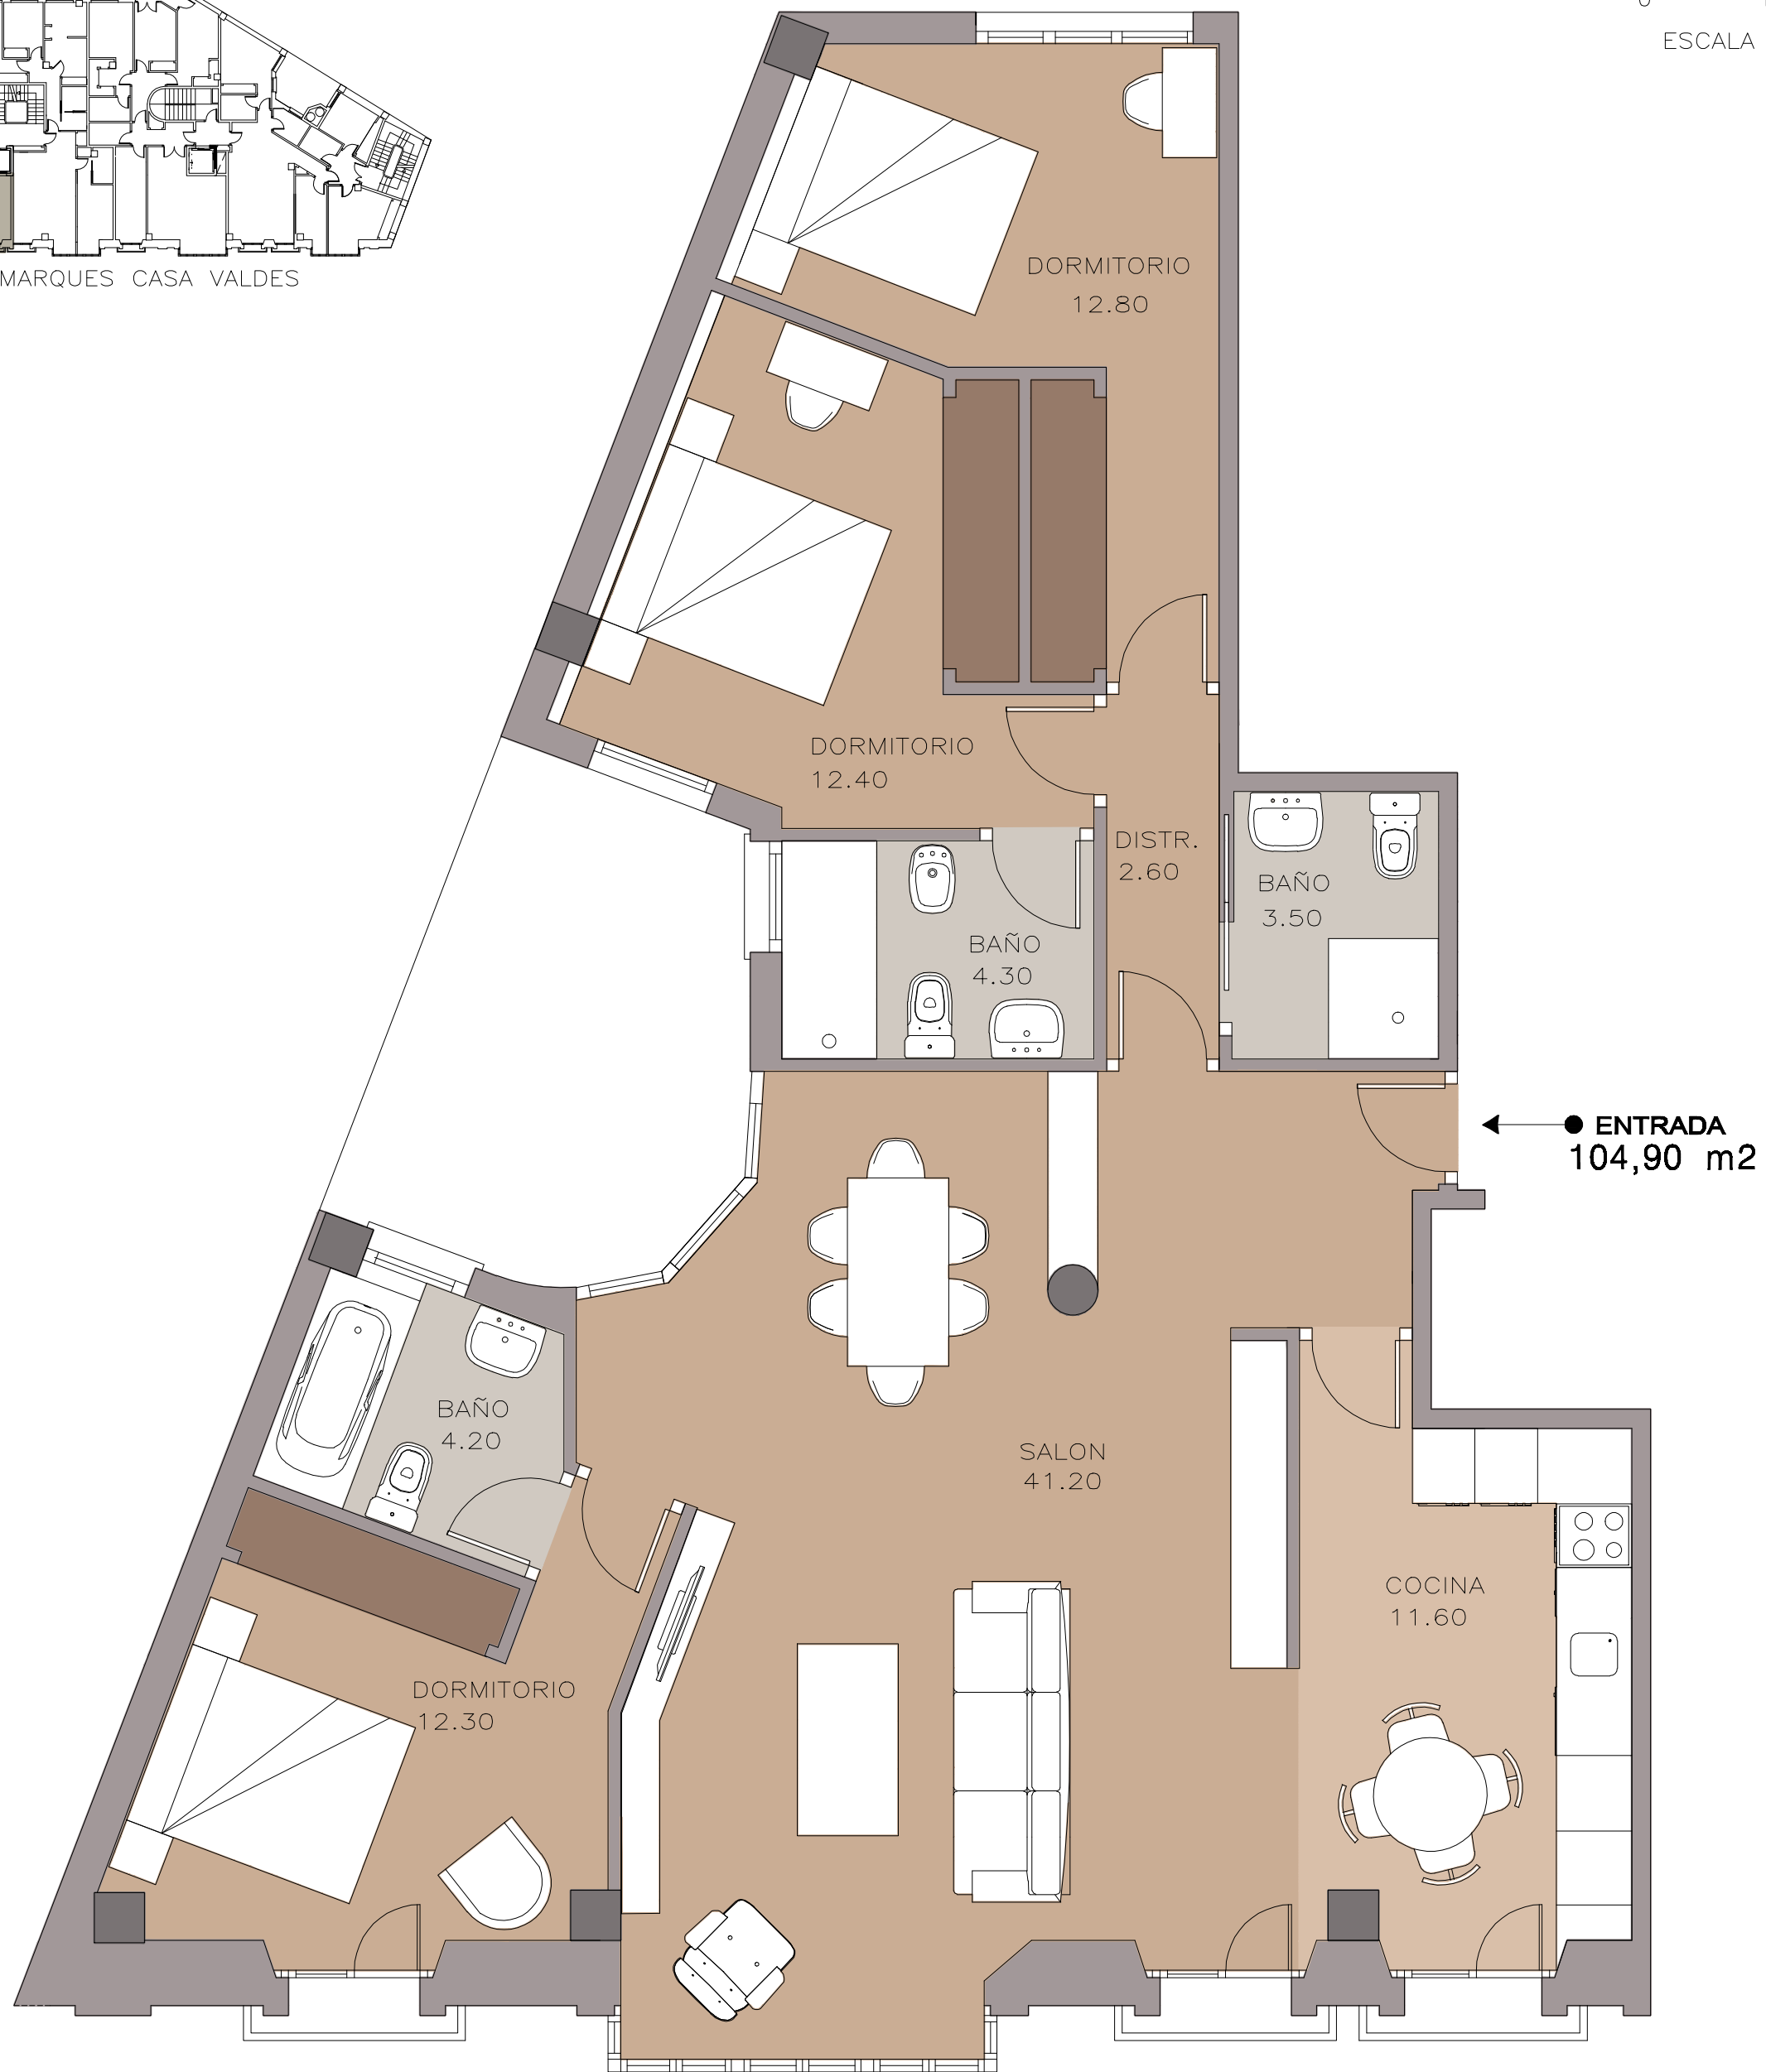 ESCALA
MARQUES CASA VALDES
DORMITORIO
12.80
DORMITORIO
12.40
DISTR.
2.60
BAÑO
3.50
BAÑO
4.30
ENTRADA
104,90 m2
BAÑO
4.20
SALON
41.20
COCINA
11.60
DORMITORIO
12.30